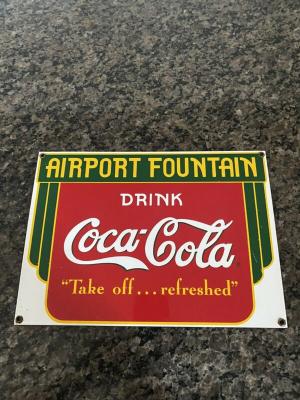 AIRPORT FOUNTAIN
DRINK
Coca-Cola
"Take off...refreshed"